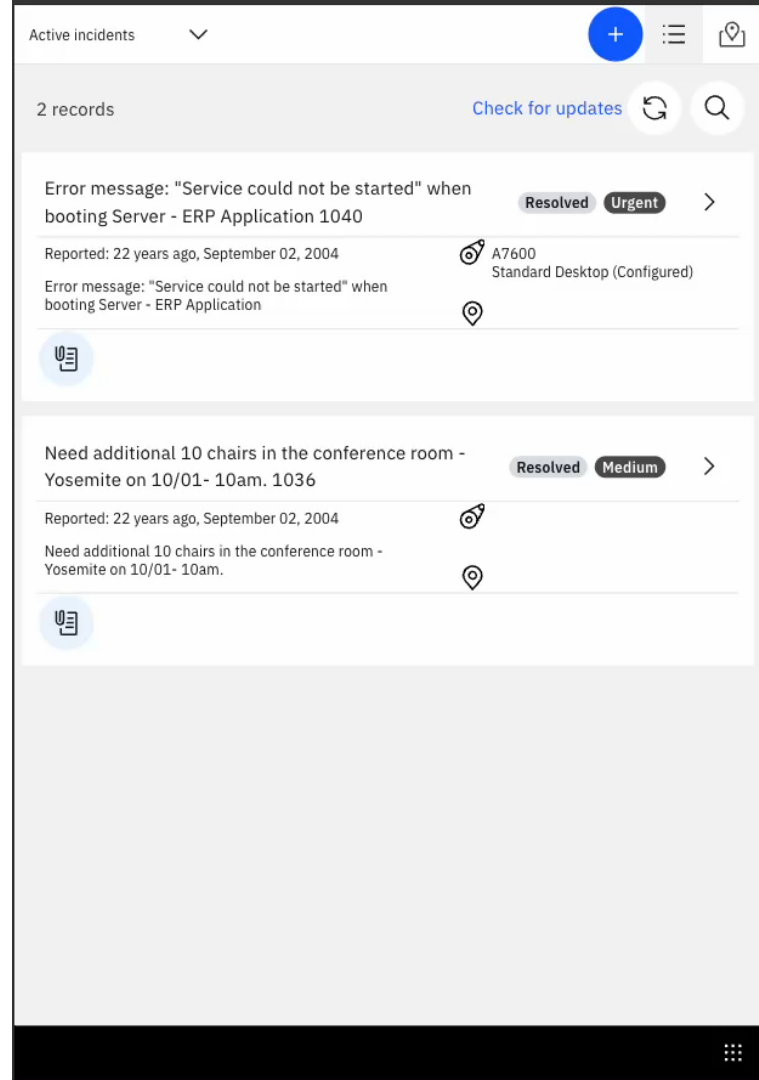 Active incidents
2 records
Check for updates
Error message: "Service could not be started" when
booting Server - ERP Application 1040
Resolved
Urgent
Reported: 22 years ago, September 02, 2004
Error message: "Service could not be started" when
booting Server - ERP Application
A7600
Standard Desktop (Configured)
Need additional 10 chairs in the conference room -
Yosemite on 10/01- 10am. 1036
Resolved
Medium
Reported: 22 years ago, September 02, 2004
Need additional 10 chairs in the conference room -
Yosemite on 10/01- 10am.